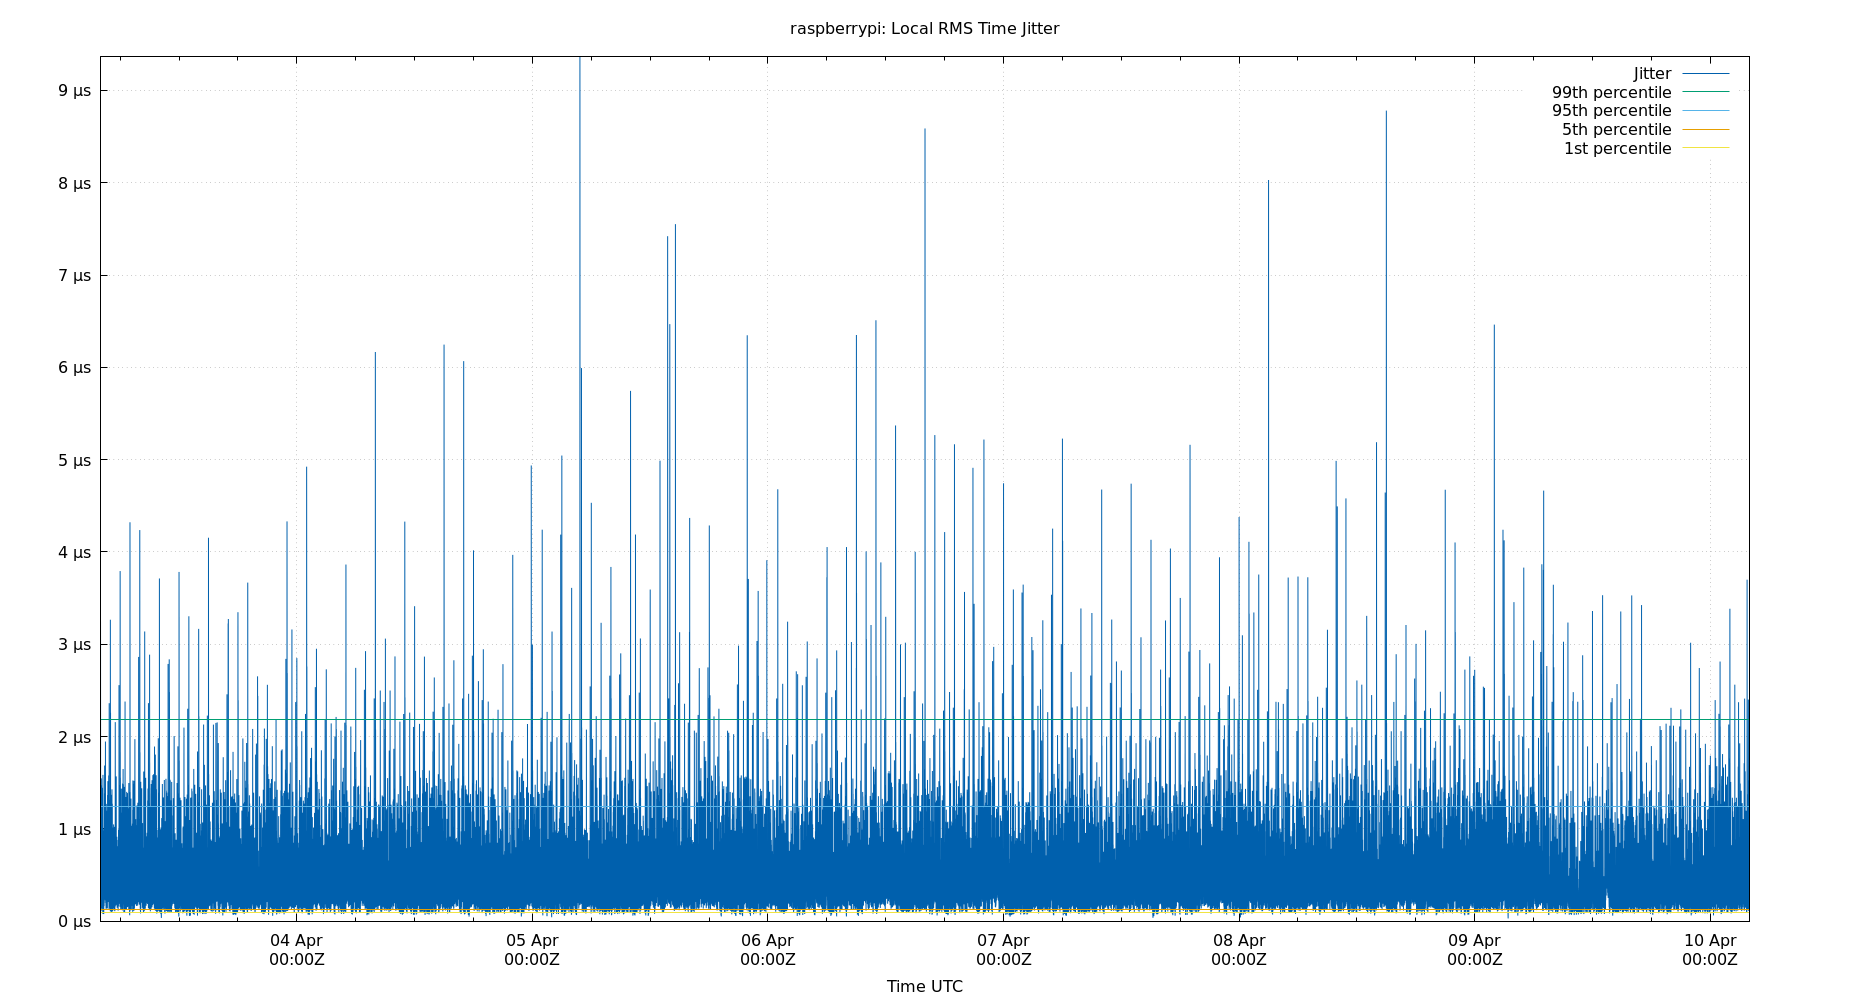 raspberrypi: Local RMS Time Jitter
Jitter
99th percentile
95th percentile
5th percentile
1st percentile
9 µs
8 µs
7 µs
6 µs
5 µs
4 µs
3 µs
2 µs
1 µs
0 µs
04 Apr 05 Apr 06 Apr 07 Apr 08 Apr 09 Apr 10 Apr
00:00Z 00:00Z 00:00Z 00:00Z 00:00Z 00:00Z 00:00Z
Time UTC